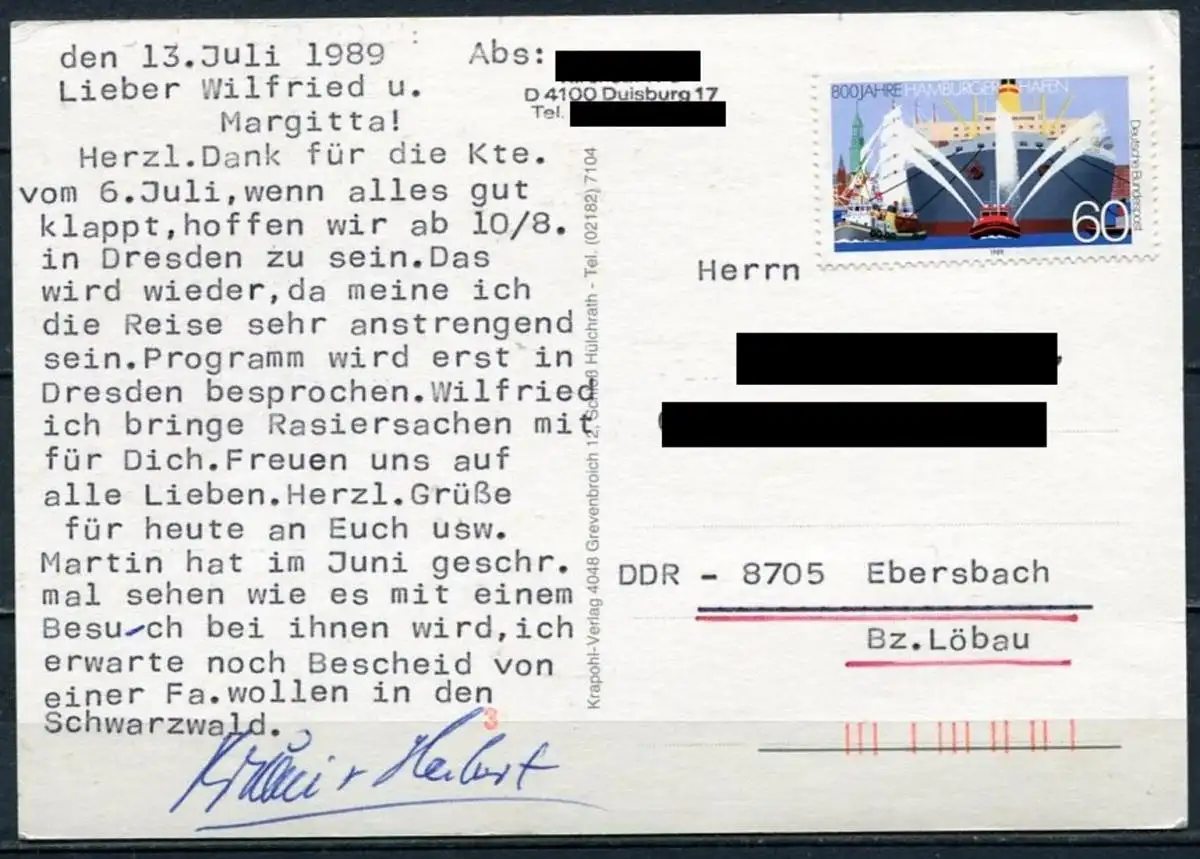 den 13.Juli 1989
Lieber Wilfried u.
Margitta!
Herzl.Dank für die Kte.
vom 6.Juli,wenn alles gut
klappt,hoffen wir ab 10/8.
in Dresden zu sein.Das
wird wieder,da meine ich
die Reise sehr anstrengend
sein.Programm wird erst in
Dresden besprochen.Wilfried
ich bringe Rasiersachen mit
für Dich.Freuen uns auf
alle Lieben.Herzl.Grüße
für heute an Euch usw.
Martin hat im Juni geschr.
mal sehen wie es mit einem
Besu-ch bei ihnen wird,ich
erwarte noch Bescheid von
einer Fa.wollen in den
Schwarzwald.
Herbert
3
Abs:
D 4100 Duisburg 17
Tel.
Krapohl-Verlag 4048 Grevenbroich 12, Schloß Hülchrath - Tel. (02182) 7104
800 JAHRE HAMBURGER HAFEN
Deutsche Bundespost
60
1989
Herrn
DDR - 8705 Ebersbach
Bz.Löbau